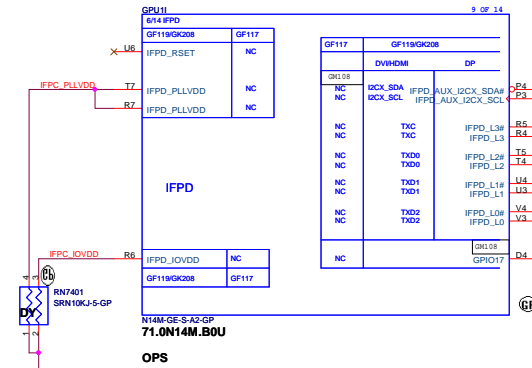 GPU1I
9 OF 14
6/14 IFPD
GF119/GK208 GF117
GF117 GF119/GK208
U6 IFPD_RSET NC
DVI/HDMI DP
GM108
IFPC_PLLVDD T7 IFPD_PLLVDD NC
R7 IFPD_PLLVDD NC
NC I2CX_SDA IFPD_AUX_I2CX_SDA# P4
NC I2CX_SCL IFPD_AUX_I2CX_SCL P3
NC TXC IFPD_L3# R5
NC TXC IFPD_L3 R4
NC TXD0 IFPD_L2# T5
NC TXD0 IFPD_L2 T4
IFPD
NC TXD1 IFPD_L1# U4
NC TXD1 IFPD_L1 U3
NC TXD2 IFPD_L0# V4
NC TXD2 IFPD_L0 V3
GM108
IFPC_IOVDD R6 IFPD_IOVDD NC
NC GPIO17 D4
GF119/GK208 GF117
4 3
RN7401
SRN10KJ-5-GP
DY
1 2
N14M-GE-S-A2-GP
71.0N14M.B0U
OPS